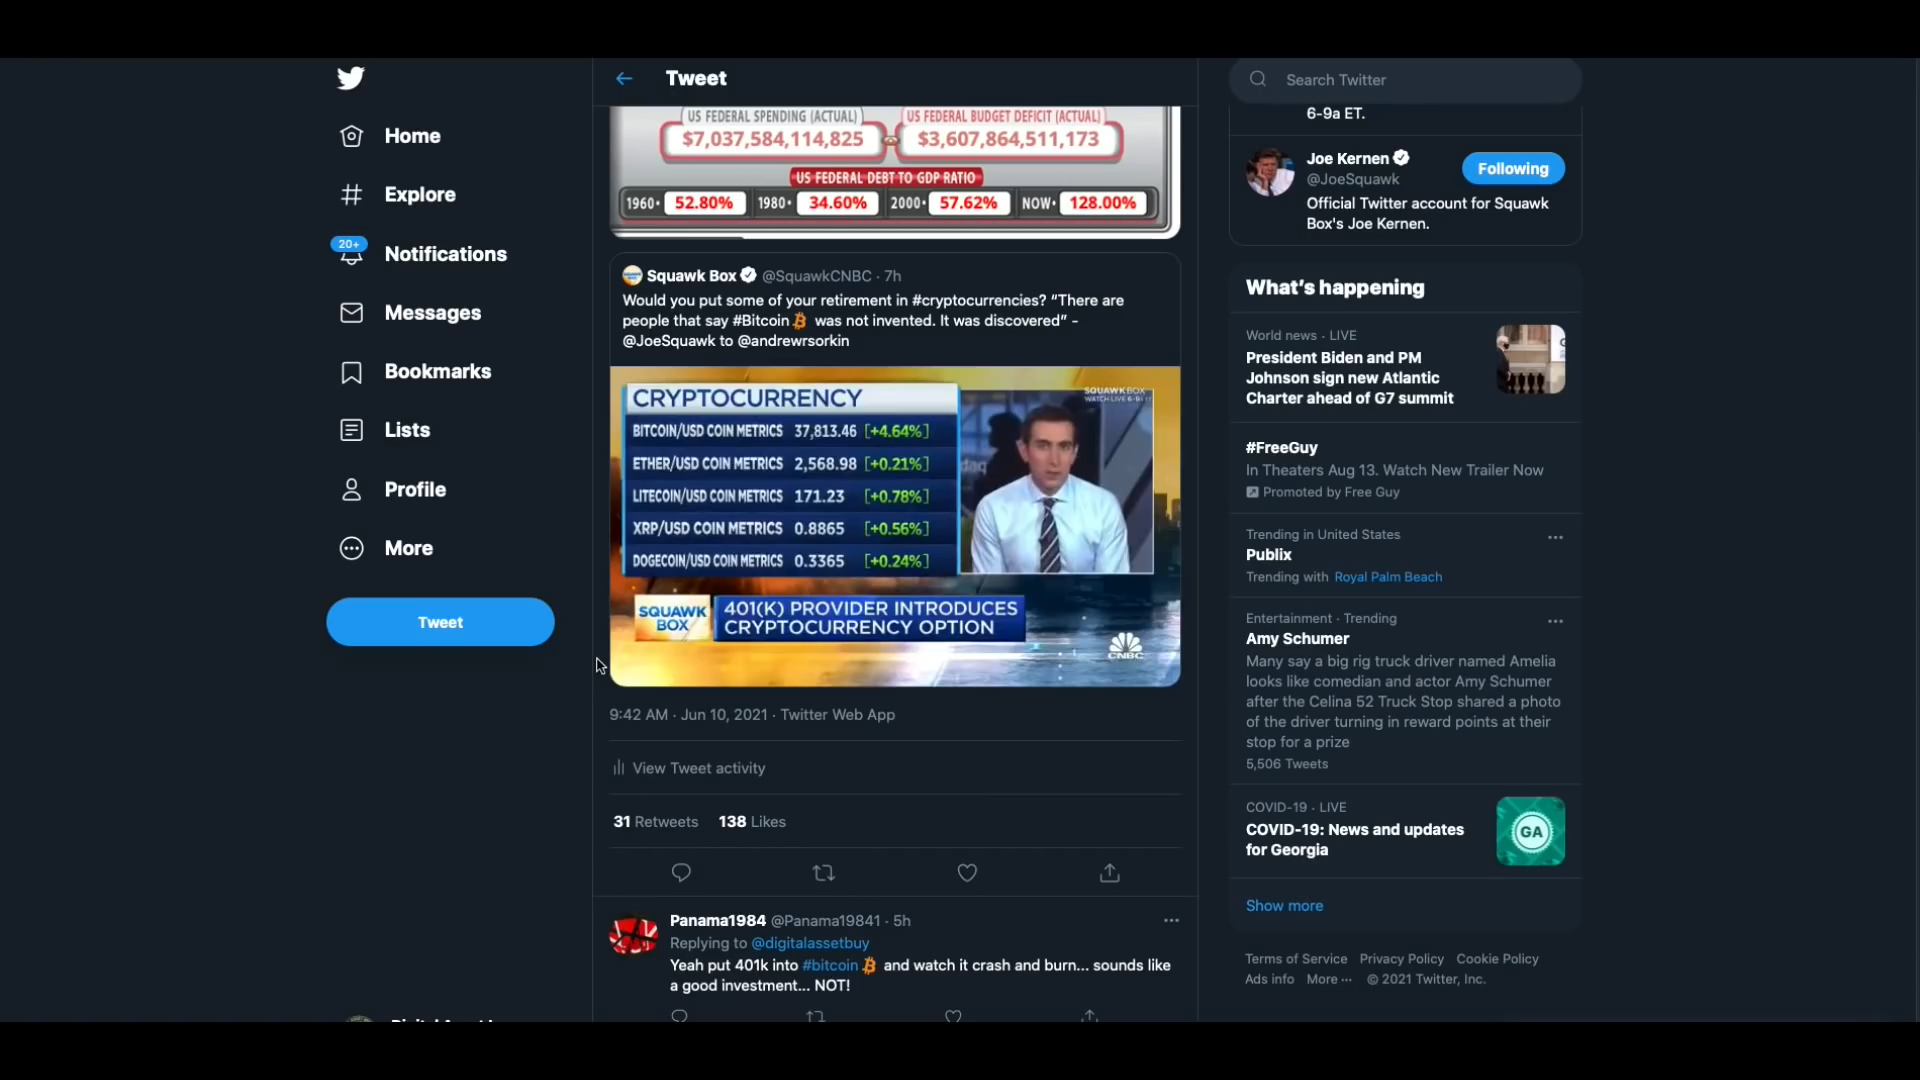 Home
Explore
20+
Notifications
Messages
Bookmarks
Lists
Profile
More
Tweet
Tweet
US FEDERAL SPENDING (ACTUAL)
US FEDERAL BUDGET DEFICIT (ACTUAL)
$7,037,584,114,825
$3,607,864,511,173
US FEDERAL DEBT TO GDP RATIO
1960• 52.80% 1980• 34.60% 2000• 57.62% NOW• 128.00%
Squawk Box @SquawkCNBC · 7h
Would you put some of your retirement in #cryptocurrencies? “There are
people that say #Bitcoin was not invented. It was discovered” -
@JoeSquawk to @andrewrsorkin
CRYPTOCURRENCY
BITCOIN/USD COIN METRICS 37,813.46 [+4.64%]
ETHER/USD COIN METRICS 2,568.98 [+0.21%]
LITECOIN/USD COIN METRICS 171.23 [+0.78%]
XRP/USD COIN METRICS 0.8865 [+0.56%]
DOGECOIN/USD COIN METRICS 0.3365 [+0.24%]
SQUAWK BOX
daq
SQUAWK
BOX
401(K) PROVIDER INTRODUCES
CRYPTOCURRENCY OPTION
CNBC
9:42 AM · Jun 10, 2021 · Twitter Web App
View Tweet activity
31 Retweets 138 Likes
Panama1984 @Panama19841 · 5h
Replying to @digitalassetbuy
Yeah put 401k into #bitcoin and watch it crash and burn... sounds like
a good investment... NOT!
Search Twitter
6-9a ET.
Joe Kernen
@JoeSquawk
Following
Official Twitter account for Squawk
Box's Joe Kernen.
What's happening
World news · LIVE
President Biden and PM
Johnson sign new Atlantic
Charter ahead of G7 summit
#FreeGuy
In Theaters Aug 13. Watch New Trailer Now
Promoted by Free Guy
Trending in United States
Publix
Trending with Royal Palm Beach
Entertainment · Trending
Amy Schumer
Many say a big rig truck driver named Amelia
looks like comedian and actor Amy Schumer
after the Celina 52 Truck Stop shared a photo
of the driver turning in reward points at their
stop for a prize
5,506 Tweets
COVID-19 · LIVE
COVID-19: News and updates
for Georgia
GA
Show more
Terms of Service Privacy Policy Cookie Policy
Ads info More ··· © 2021 Twitter, Inc.